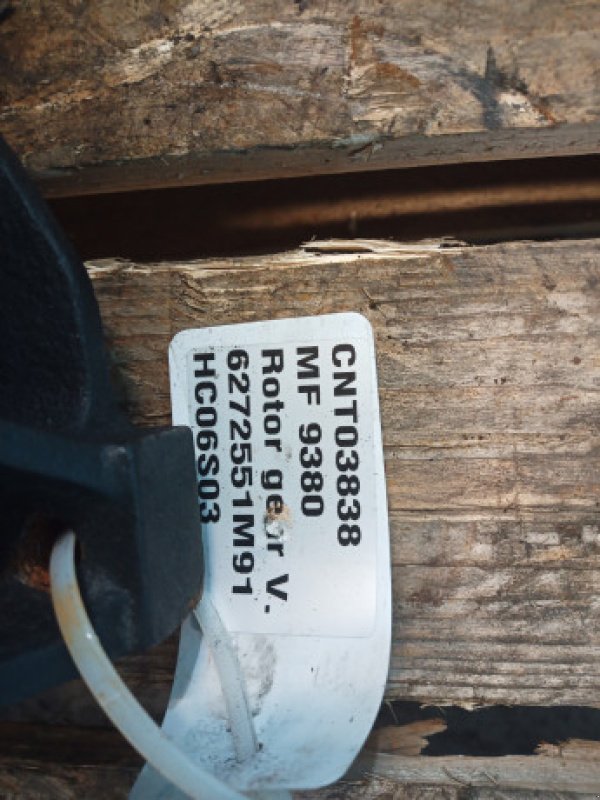 CNT03838
MF 9380
Rotor gear V.
6272551M91
HC06S03